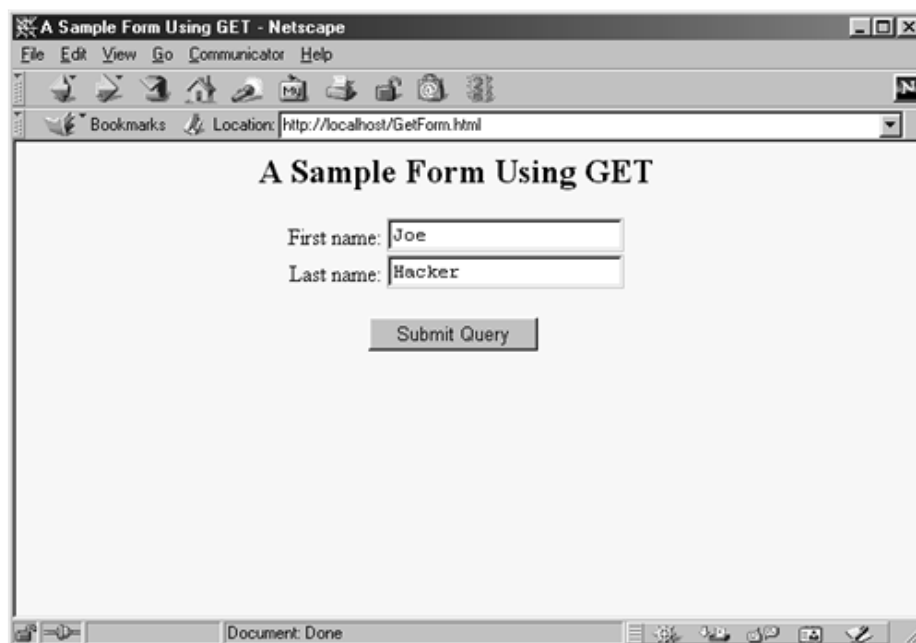 A Sample Form Using GET - Netscape
File Edit View Go Communicator Help
My
N
Bookmarks Location: http://localhost/GetForm.html
A Sample Form Using GET
First name: Joe
Last name: Hacker
Submit Query
Document: Done